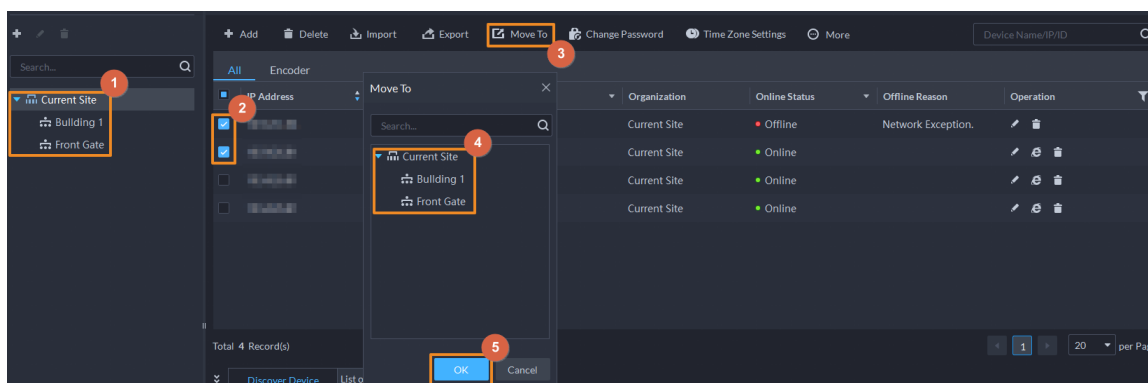 Add Delete Import Export Move To Change Password Time Zone Settings More Device Name/IP/ID
3
Search...
1
All Encoder
Move To
IP Address Organization Online Status Offline Reason Operation
2
Current Site
Building 1
Front Gate
Search...
4
Current Site
Building 1
Front Gate
Current Site Offline Network Exception.
Current Site Online
Current Site Online
Current Site Online
5
Total 4 Record(s)
1 20 per Pa
OK Cancel
Discover Device List o